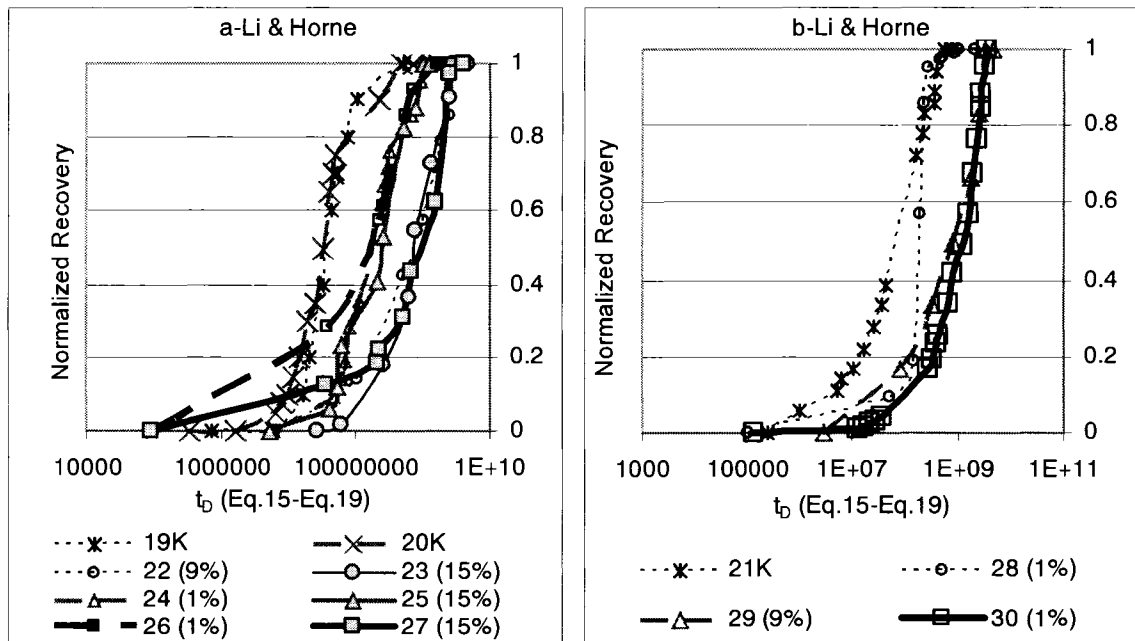 a-Li & Horne
Normalized Recovery
1
0.8
0.6
0.4
0.2
0
10000 1000000 100000000 1E+10
t_D (Eq.15-Eq.19)
19K 20K
22 (9%) 23 (15%)
24 (1%) 25 (15%)
26 (1%) 27 (15%)
b-Li & Horne
Normalized Recovery
1
0.8
0.6
0.4
0.2
0
1000 100000 1E+07 1E+09 1E+11
t_D (Eq.15-Eq.19)
21K 28 (1%)
29 (9%) 30 (1%)